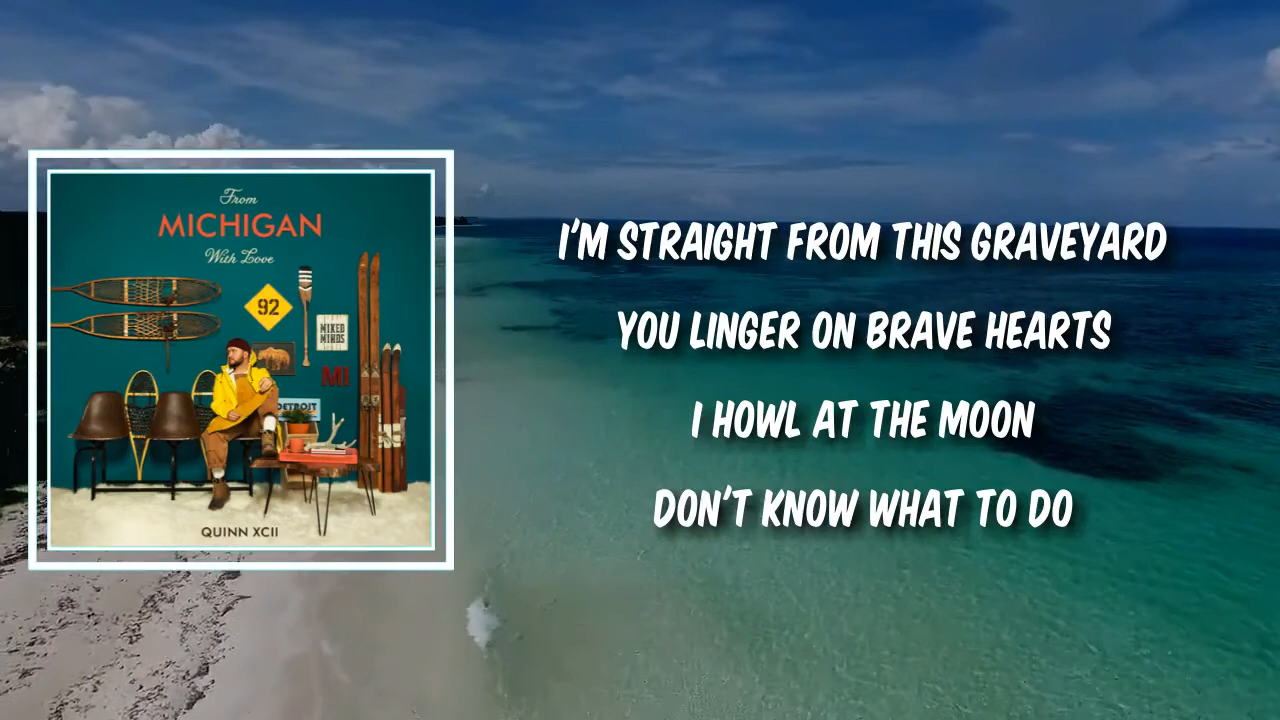 From
MICHIGAN
With Love
92
MIXED
MINDS
MI
DETROIT
QUINN XCII
I'M STRAIGHT FROM THIS GRAVEYARD
YOU LINGER ON BRAVE HEARTS
I HOWL AT THE MOON
DON'T KNOW WHAT TO DO